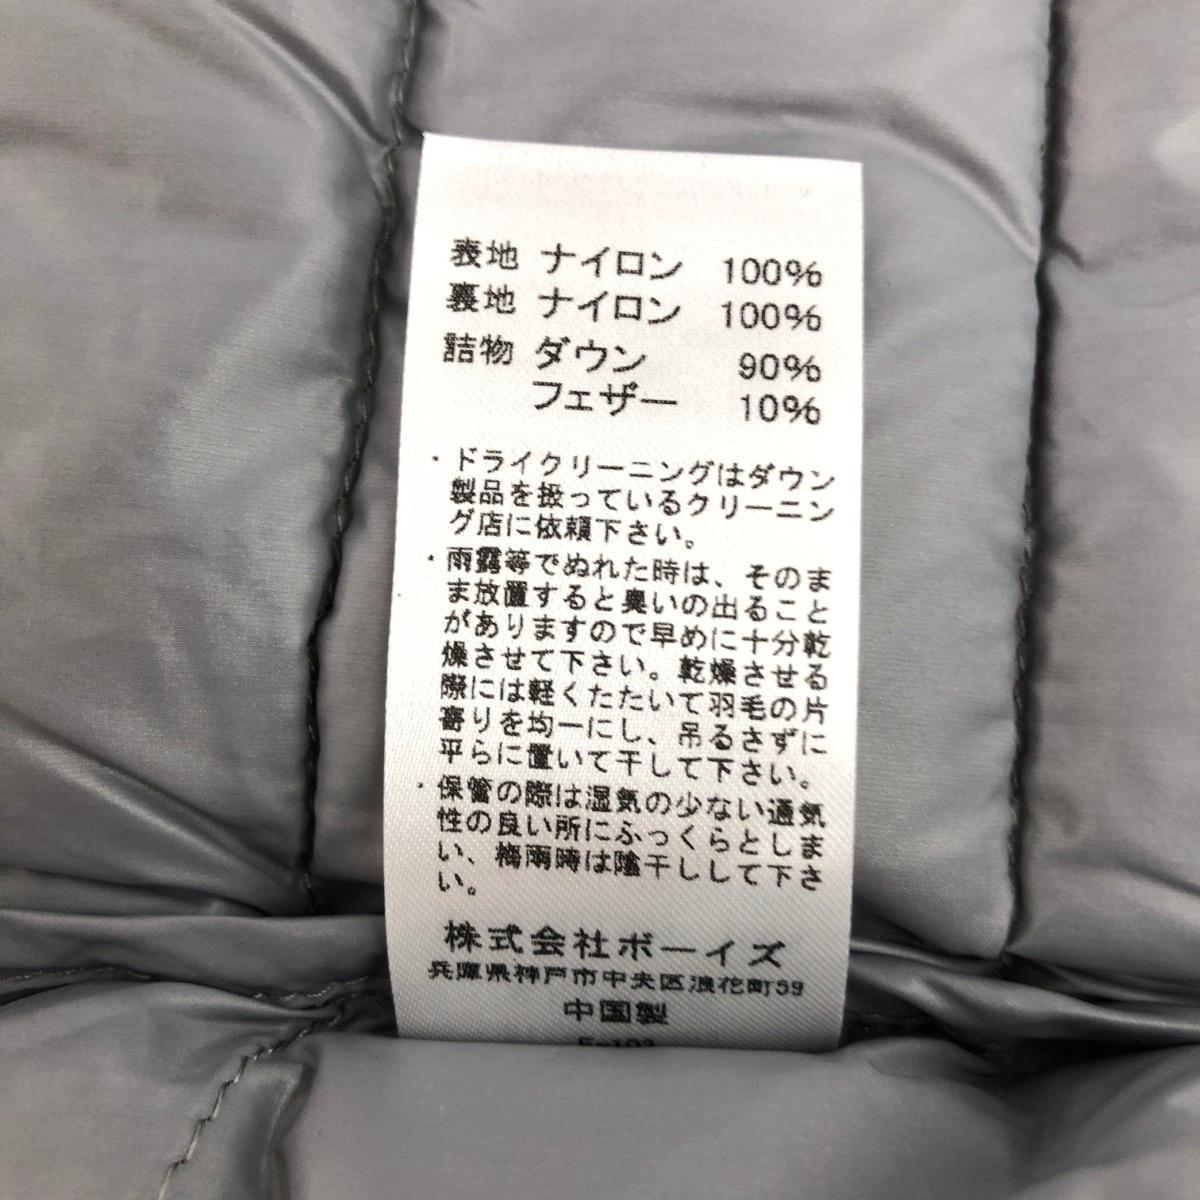 表地 ナイロン 100%
裏地 ナイロン 100%
詰物 ダウン 90%
フェザー 10%
・ドライクリーニングはダウン
製品を扱っているクリーニン
グ店に依頼下さい。
・雨露等でぬれた時は、そのま
ま放置すると臭いの出ること
がありますので早めに十分乾
燥させて下さい。乾燥させる
際には軽くたたいて羽毛の片
寄りを均一にし、吊るさずに
平らに置いて干して下さい。
・保管の際は湿気の少ない通気
性の良い所にふっくらとしま
い、梅雨時は陰干しして下さ
い。
株式会社ボーイズ
兵庫県神戸市中央区浪花町59
中国製